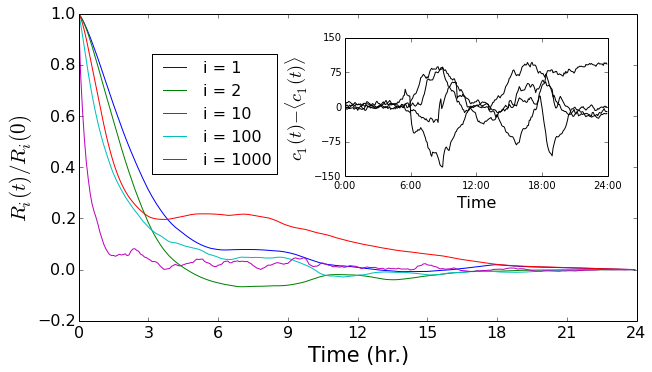 1.0
0.8
0.6
0.4
0.2
0.0
−0.2
R_i(t)/R_i(0)
0 3 6 9 12 15 18 21 24
Time (hr.)
i = 1
i = 2
i = 10
i = 100
i = 1000
150
75
0
−75
−150
c_1(t)−⟨c_1(t)⟩
0:00 6:00 12:00 18:00 24:00
Time